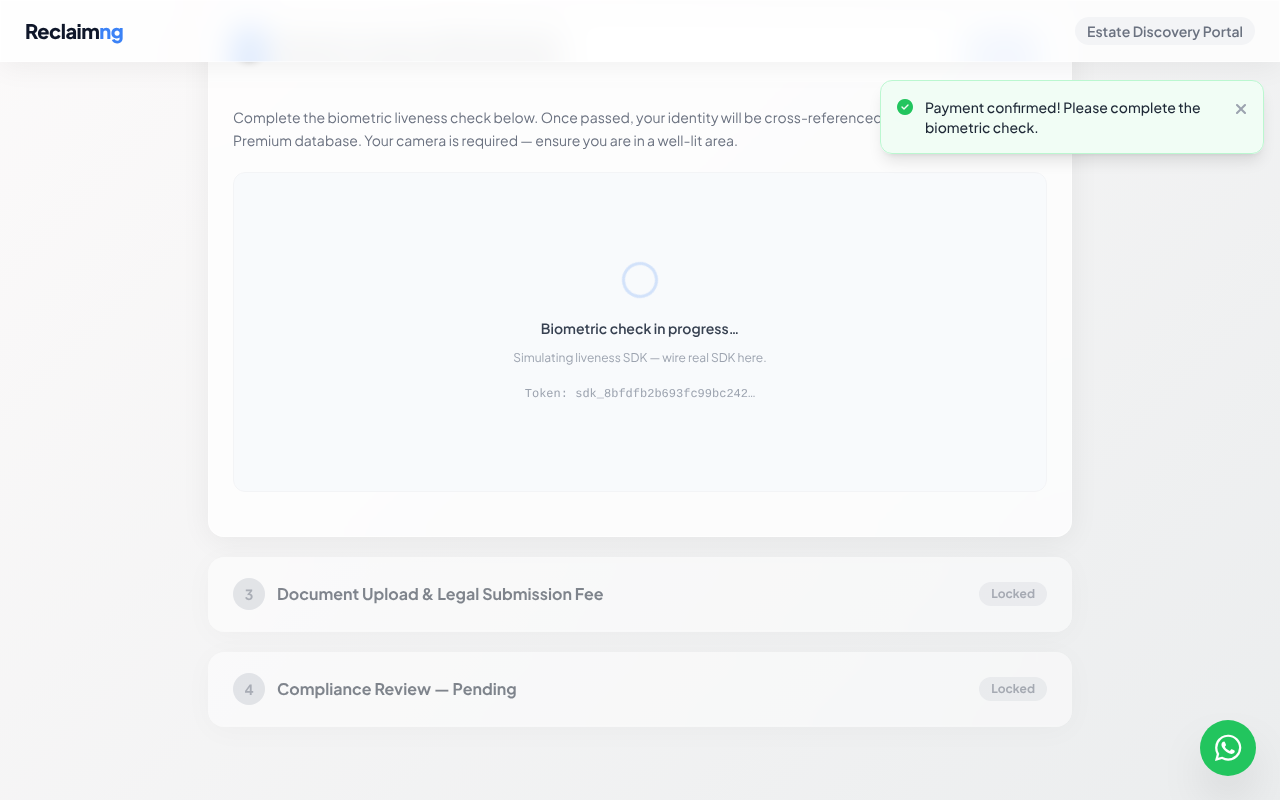 Reclaimng
Estate Discovery Portal
Payment confirmed! Please complete the
biometric check.
Complete the biometric liveness check below. Once passed, your identity will be cross-referenced
Premium database. Your camera is required — ensure you are in a well-lit area.
Biometric check in progress…
Simulating liveness SDK — wire real SDK here.
Token: sdk_8bfdfb2b693fc99bc242…
3 Document Upload & Legal Submission Fee Locked
4 Compliance Review — Pending Locked